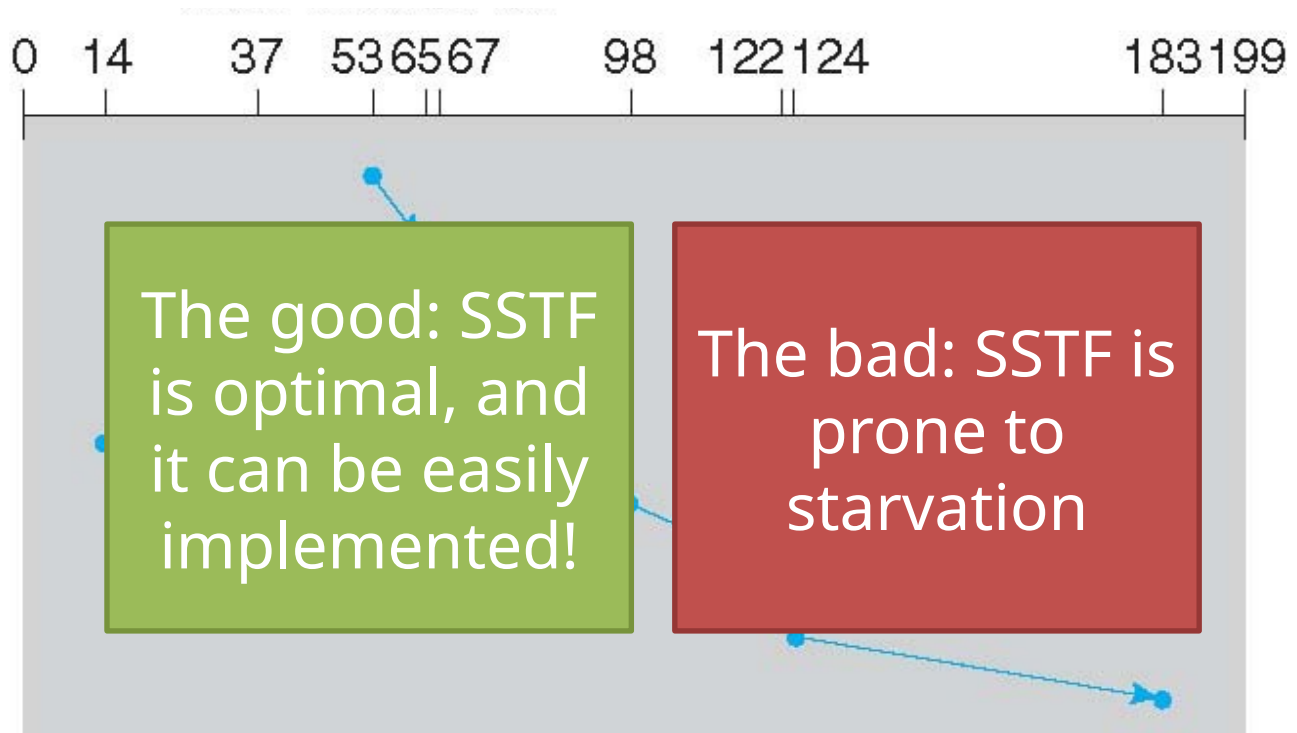 0 14 37 53 65 67 98 122 124 183 199
The good: SSTF
is optimal, and
it can be easily
implemented!
The bad: SSTF is
prone to
starvation